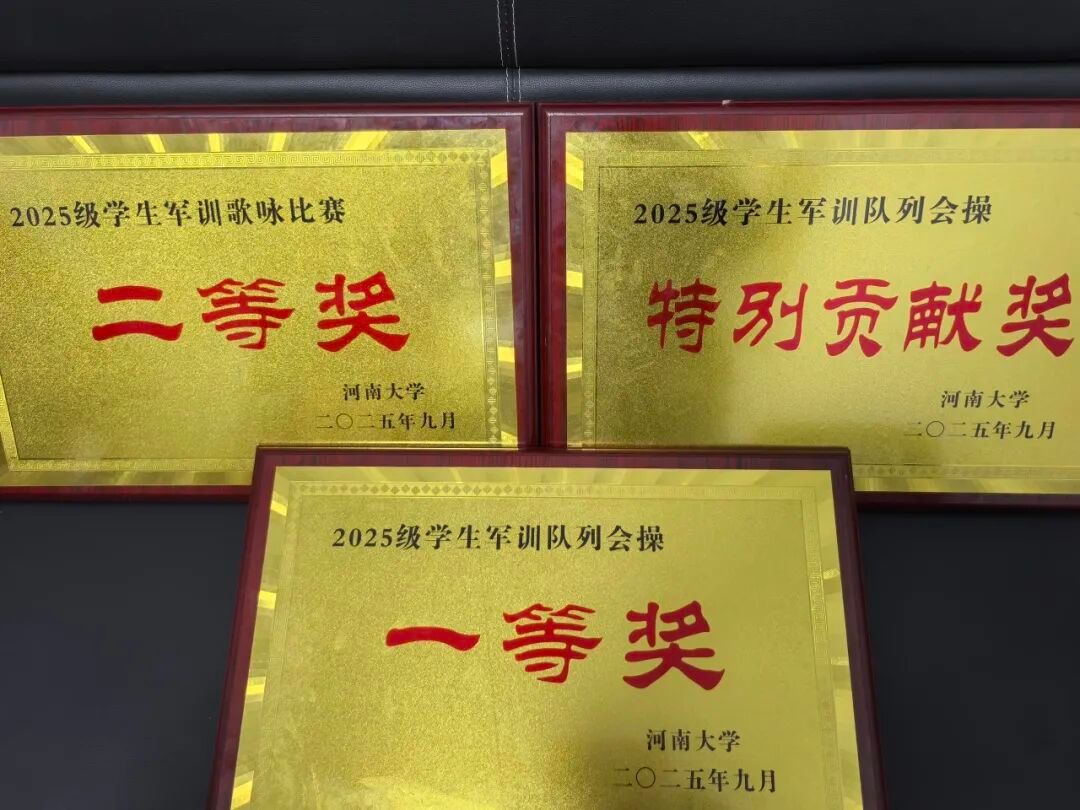 2025级学生军训歌咏比赛
二等奖
河南大学
二〇二五年九月
2025级学生军训队列会操
特别贡献奖
河南大学
二〇二五年九月
2025级学生军训队列会操
一等奖
河南大学
二〇二五年九月